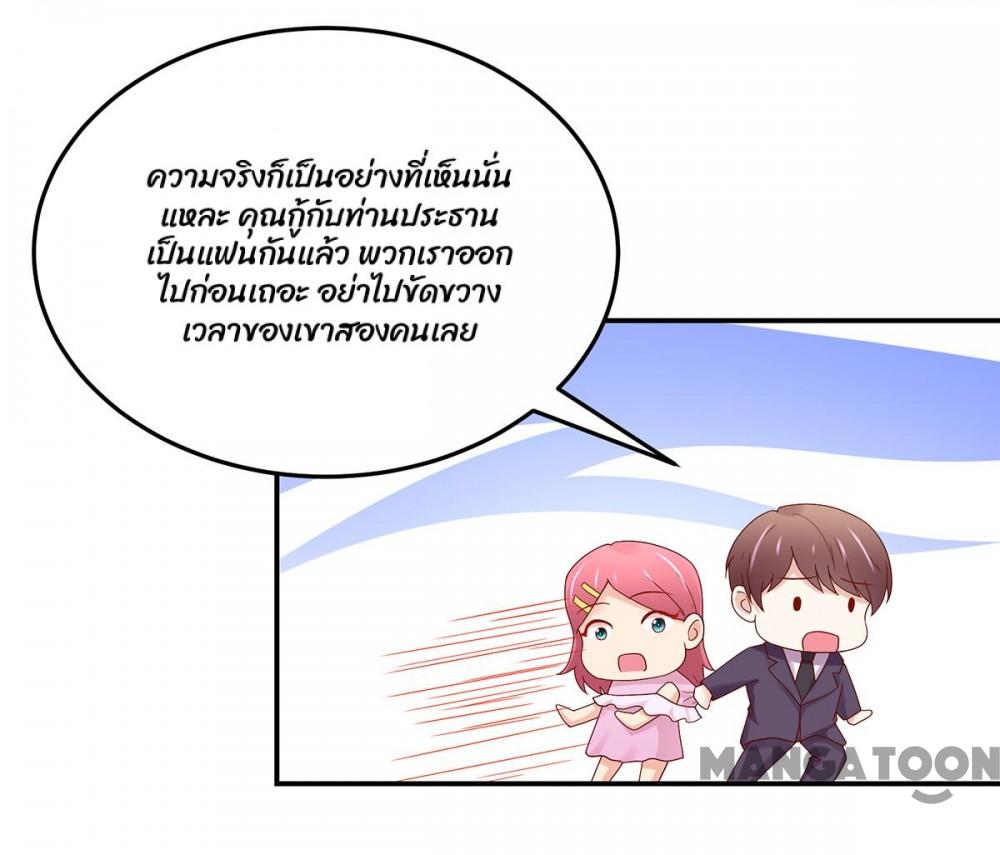 ความจริงก็เป็นอย่างที่เห็นนั่น
แหละ คุณกู้กับท่านประธาน
เป็นแฟนกันแล้ว พวกเราออก
ไปก่อนเถอะ อย่าไปขัดขวาง
เวลาของเขาสองคนเลย
MANGATOON